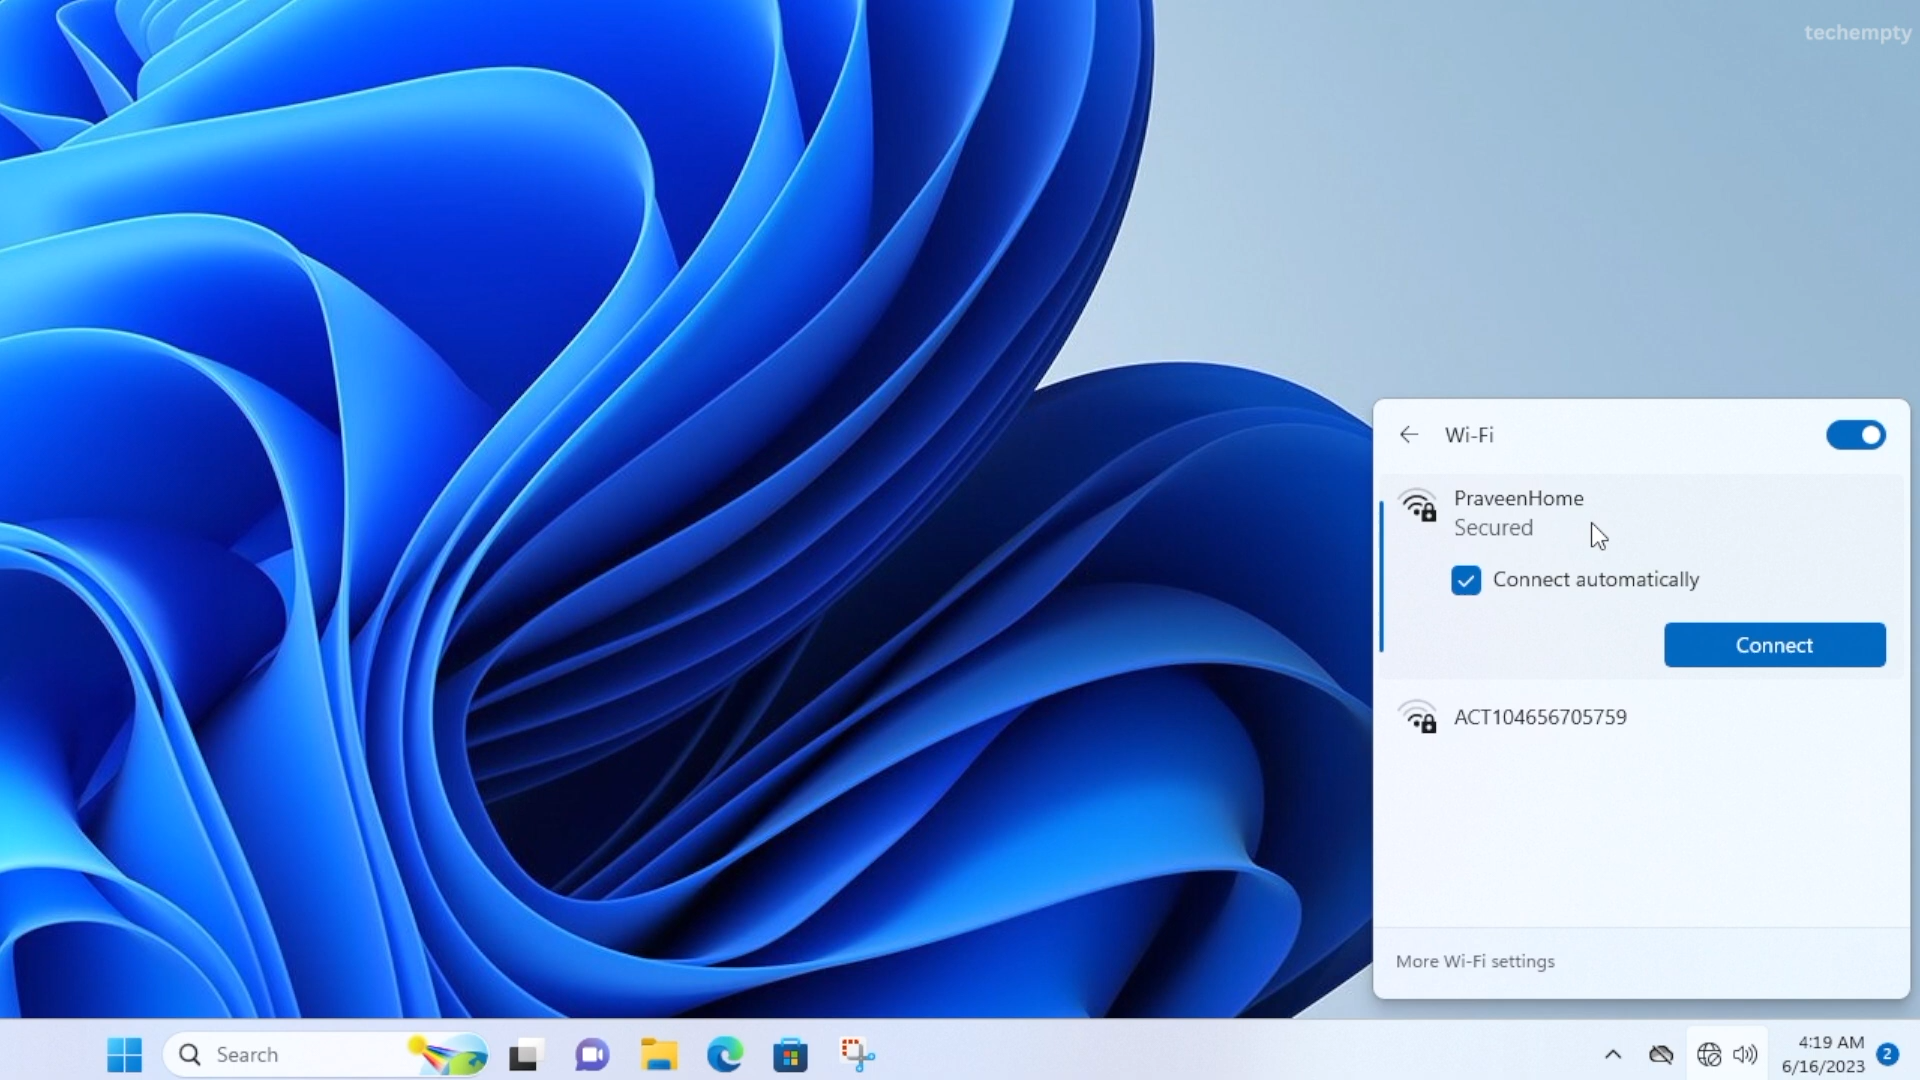 techempty
Wi-Fi
PraveenHome
Secured
Connect automatically
Connect
ACT104656705759
More Wi-Fi settings
Search
4:19 AM
6/16/2023
2